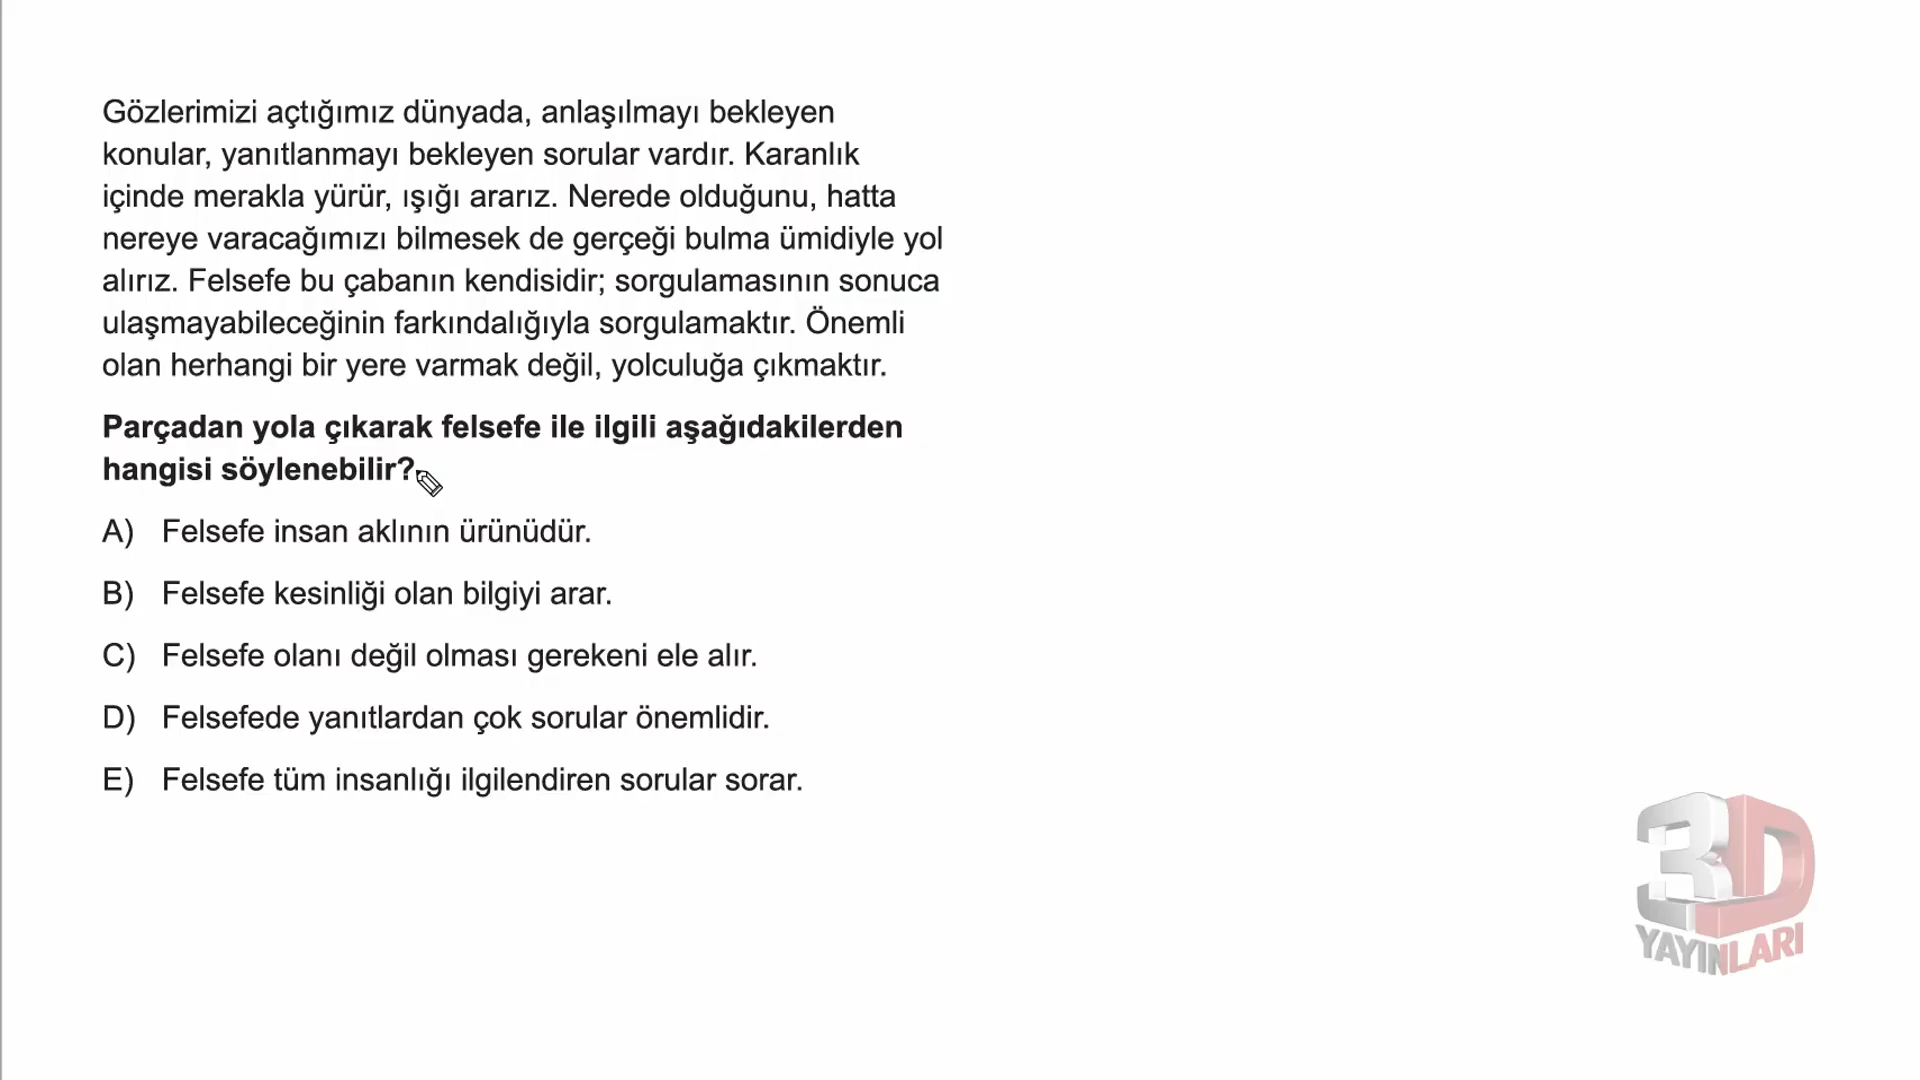 Gözlerimizi açtığımız dünyada, anlaşılmayı bekleyen
konular, yanıtlanmayı bekleyen sorular vardır. Karanlık
içinde merakla yürür, ışığı ararız. Nerede olduğunu, hatta
nereye varacağımızı bilmesek de gerçeği bulma ümidiyle yol
alırız. Felsefe bu çabanın kendisidir; sorgulamasının sonuca
ulaşmayabileceğinin farkındalığıyla sorgulamaktır. Önemli
olan herhangi bir yere varmak değil, yolculuğa çıkmaktır.
Parçadan yola çıkarak felsefe ile ilgili aşağıdakilerden
hangisi söylenebilir?
A) Felsefe insan aklının ürünüdür.
B) Felsefe kesinliği olan bilgiyi arar.
C) Felsefe olanı değil olması gerekeni ele alır.
D) Felsefede yanıtlardan çok sorular önemlidir.
E) Felsefe tüm insanlığı ilgilendiren sorular sorar.
3D
YAYINLARI